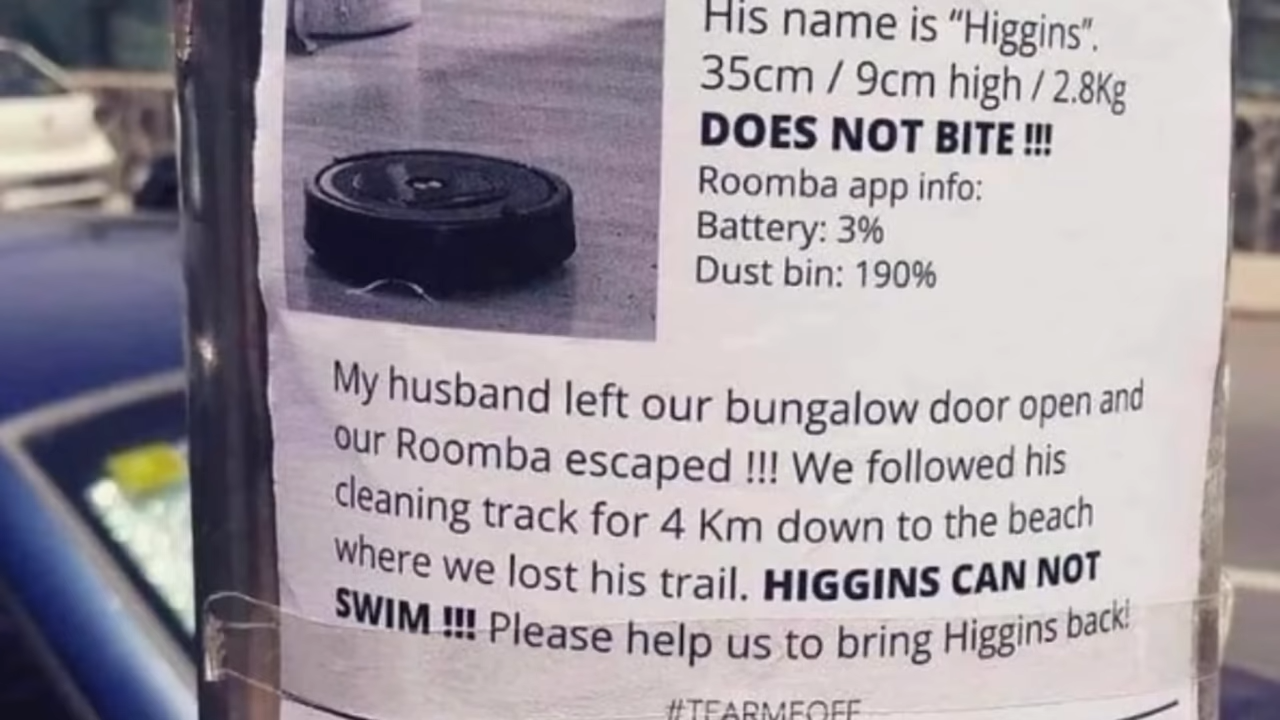 His name is “Higgins”.
35cm / 9cm high / 2.8Kg
DOES NOT BITE !!!
Roomba app info:
Battery: 3%
Dust bin: 190%
My husband left our bungalow door open and
our Roomba escaped !!! We followed his
cleaning track for 4 Km down to the beach
where we lost his trail. HIGGINS CAN NOT
SWIM !!! Please help us to bring Higgins back!
#TEARMEOFF